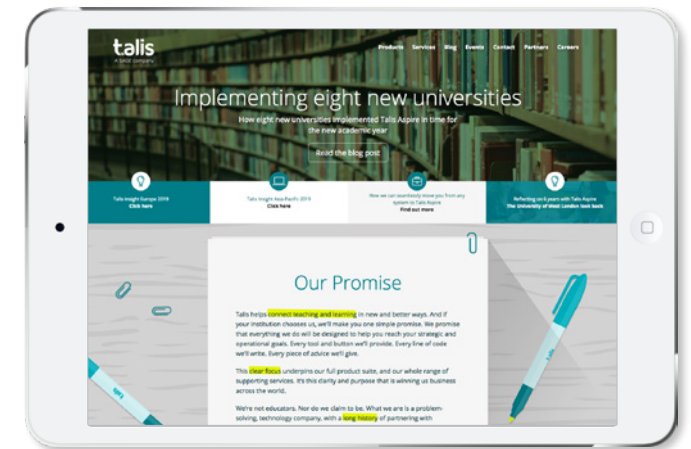 talis
A SAGE company
Products Services Blog Events Contact Partners Careers
Implementing eight new universities
How eight new universities implemented Talis Aspire in time for
the new academic year
Read the blog post
Talis Insight Europe 2019
Click here
Talis Insight Asia Pacific 2019
Click here
How we can seamlessly move you from any
system to Talis Aspire
Find out more
Reflecting on 6 years with Talis Aspire
The University of West London look back
Our Promise
Talis helps connect teaching and learning in new and better ways. And if
your institution chooses us, we'll make you one simple promise. We promise
that everything we do will be designed to help you reach your strategic and
operational goals. Every tool and button we'll provide. Every line of code
we'll write. Every piece of advice we'll give.
This clear focus underpins our full product suite, and our whole range of
supporting services. It's this clarity and purpose that is winning us business
across the world.
We're not educators. Nor do we claim to be. What we are is a problem-
solving, technology company, with a long history of partnering with
talis
talis